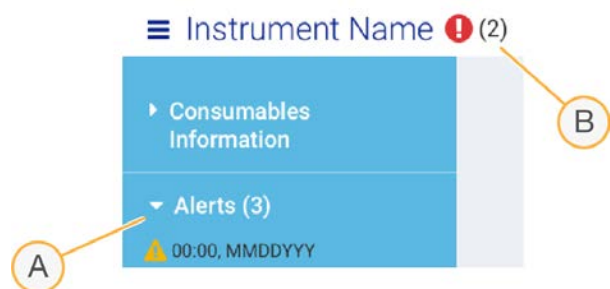 Instrument Name ! (2)
B
Consumables
Information
Alerts (3)
A
00:00, MMDDYYY